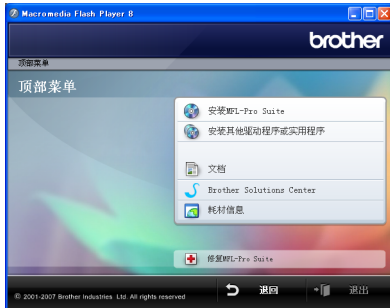 Macromedia Flash Player 8
brother
顶部菜单
顶部菜单
安装MFL-Pro Suite
安装其他驱动程序或实用程序
文档
Brother Solutions Center
耗材信息
修复MFL-Pro Suite
© 2001-2007 Brother Industries Ltd. All rights reserved
退回
退出